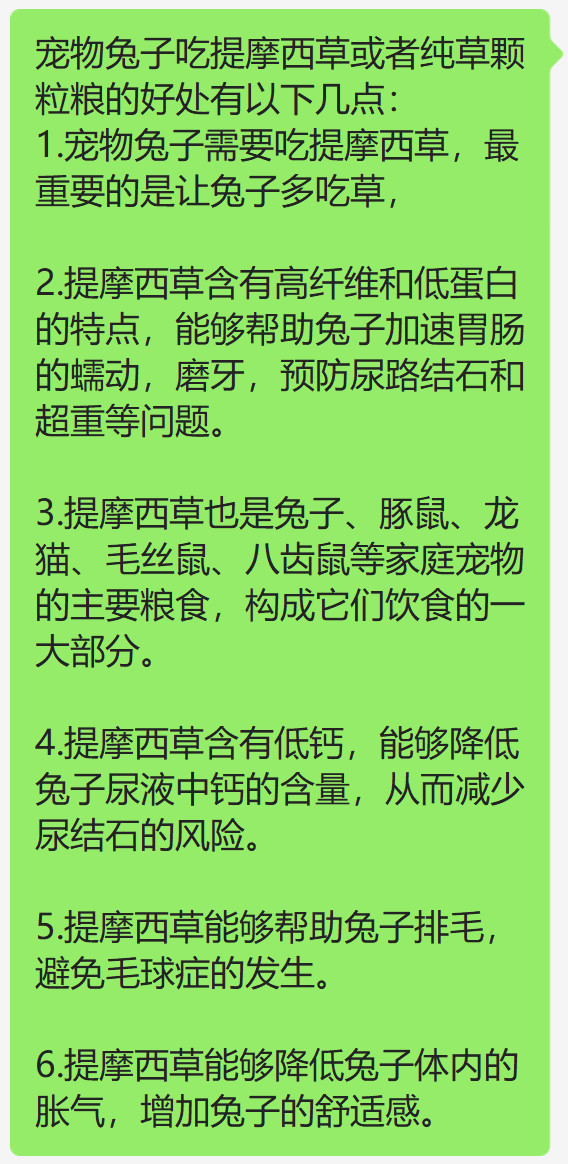 宠物兔子吃提摩西草或者纯草颗
粒粮的好处有以下几点：
1.宠物兔子需要吃提摩西草，最
重要的是让兔子多吃草，
2.提摩西草含有高纤维和低蛋白
的特点，能够帮助兔子加速胃肠
的蠕动，磨牙，预防尿路结石和
超重等问题。
3.提摩西草也是兔子、豚鼠、龙
猫、毛丝鼠、八齿鼠等家庭宠物
的主要粮食，构成它们饮食的一
大部分。
4.提摩西草含有低钙，能够降低
兔子尿液中钙的含量，从而减少
尿结石的风险。
5.提摩西草能够帮助兔子排毛，
避免毛球症的发生。
6.提摩西草能够降低兔子体内的
胀气，增加兔子的舒适感。